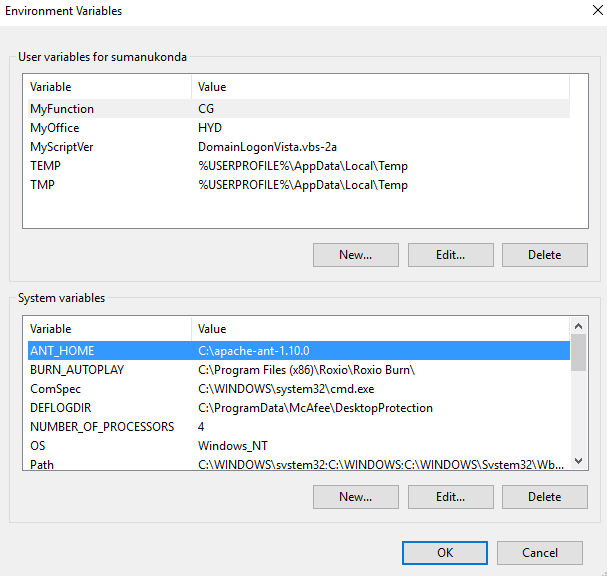 Environment Variables
User variables for sumanukonda
Variable Value
MyFunction CG
MyOffice HYD
MyScriptVer DomainLogonVista.vbs-2a
TEMP %USERPROFILE%\AppData\Local\Temp
TMP %USERPROFILE%\AppData\Local\Temp
New... Edit... Delete
System variables
Variable Value
ANT_HOME C:\apache-ant-1.10.0
BURN_AUTOPLAY C:\Program Files (x86)\Roxio\Roxio Burn\
ComSpec C:\WINDOWS\system32\cmd.exe
DEFLOGDIR C:\ProgramData\McAfee\DesktopProtection
NUMBER_OF_PROCESSORS 4
OS Windows_NT
Path C:\WINDOWS\system32;C:\WINDOWS;C:\WINDOWS\System32\Wb...
New... Edit... Delete
OK Cancel